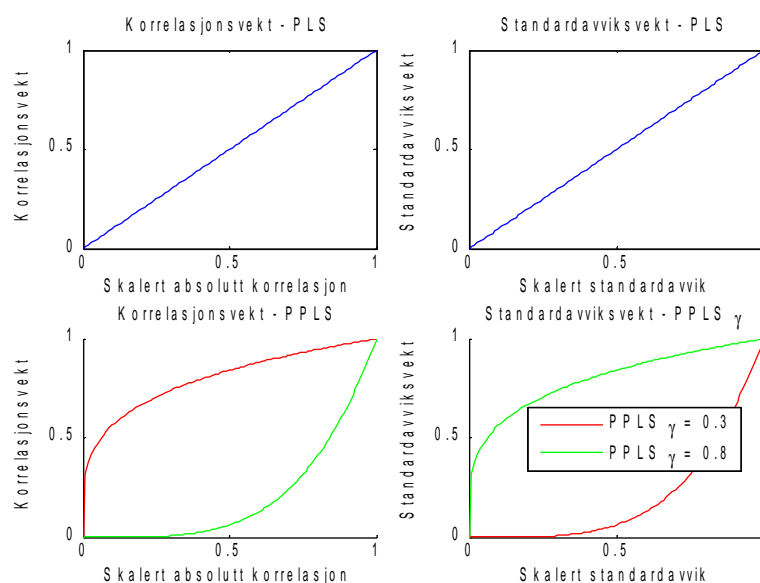 Korrelasjonsvekt - PLS
Standardavviksvekt - PLS
Korrelasjonsvekt
1
0.5
0
0
0.5
1
Skalert absolutt korrelasjon
Standardavviksvekt
1
0.5
0
0
0.5
Skalert standardavvik
Korrelasjonsvekt - PPLS
Standardavviksvekt - PPLS γ
Korrelasjonsvekt
1
0.5
0
0
0.5
1
Skalert absolutt korrelasjon
Standardavviksvekt
1
0.5
0
0
0.5
Skalert standardavvik
PPLS γ = 0.3
PPLS γ = 0.8